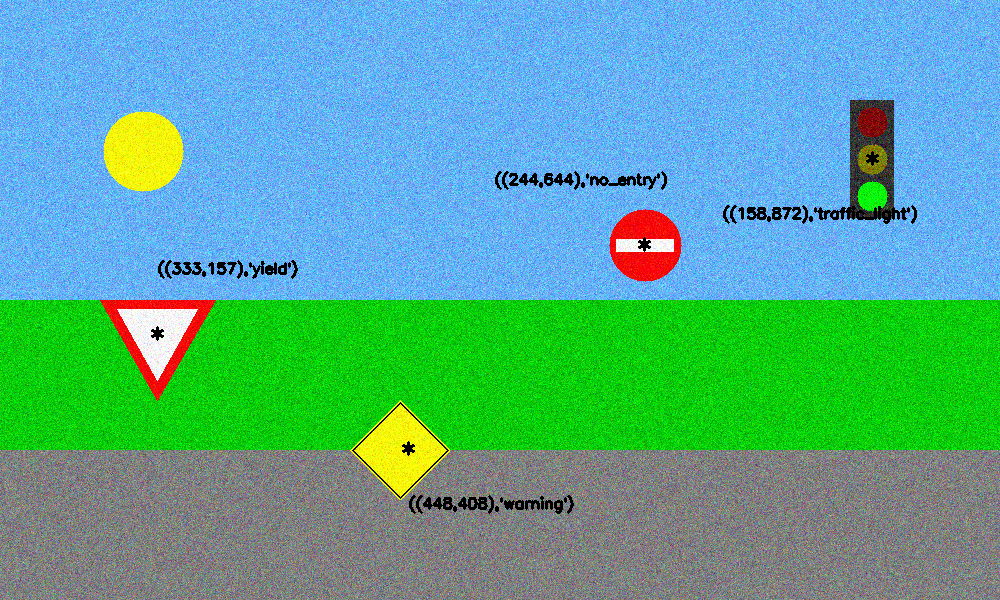 ((244,644),'no_entry')
((158,872),'traffic_light')
((333,157),'yield')
((448,408),'warning')